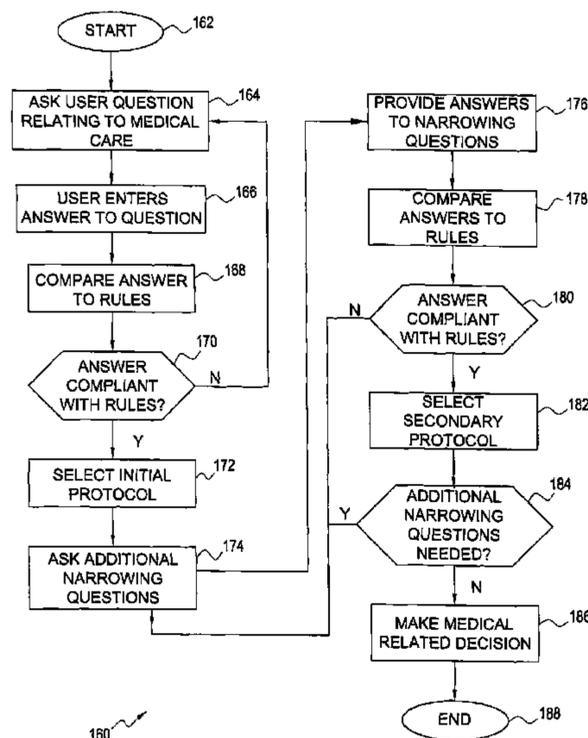 START
162
ASK USER QUESTION
RELATING TO MEDICAL
CARE
164
USER ENTERS
ANSWER TO QUESTION
166
COMPARE ANSWER
TO RULES
168
170
ANSWER
COMPLIANT
WITH RULES?
N
Y
SELECT INITIAL
PROTOCOL
172
ASK ADDITIONAL
NARROWING
QUESTIONS
174
PROVIDE ANSWERS
TO NARROWING
QUESTIONS
176
COMPARE
ANSWERS TO
RULES
178
N
ANSWER
COMPLIANT
WITH RULES?
180
Y
SELECT
SECONDARY
PROTOCOL
182
Y
ADDITIONAL
NARROWING
QUESTIONS
NEEDED?
184
N
MAKE MEDICAL
RELATED DECISION
186
END
188
160